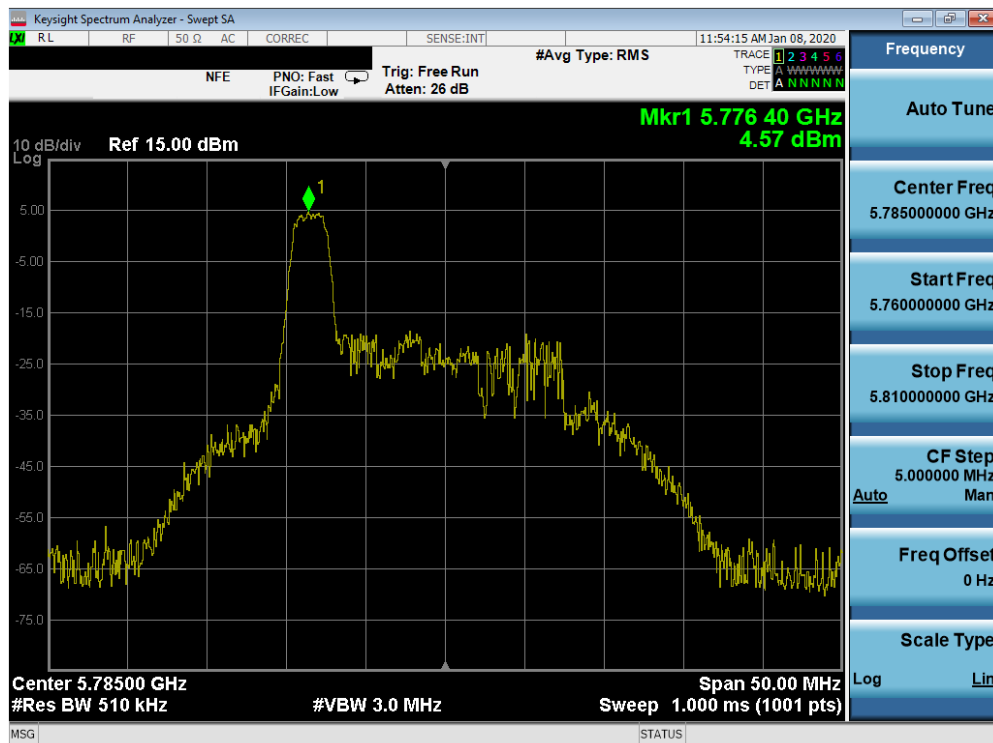 Keysight Spectrum Analyzer - Swept SA
LXI RL RF 50 Ω AC CORREC SENSE:INT 11:54:15 AM Jan 08, 2020
#Avg Type: RMS TRACE 1 2 3 4 5 6
NFE PNO: Fast Trig: Free Run TYPE A WWWWW
IFGain:Low Atten: 26 dB DET A N N N N N
Mkr1 5.776 40 GHz
4.57 dBm
10 dB/div Ref 15.00 dBm
Log
1
5.00
-5.00
-15.0
-25.0
-35.0
-45.0
-55.0
-65.0
-75.0
Center 5.78500 GHz Span 50.00 MHz
#Res BW 510 kHz #VBW 3.0 MHz Sweep 1.000 ms (1001 pts)
MSG STATUS
Frequency
Auto Tune
Center Freq
5.785000000 GHz
Start Freq
5.760000000 GHz
Stop Freq
5.810000000 GHz
CF Step
5.000000 MHz
Auto Man
Freq Offset
0 Hz
Scale Type
Log Lin